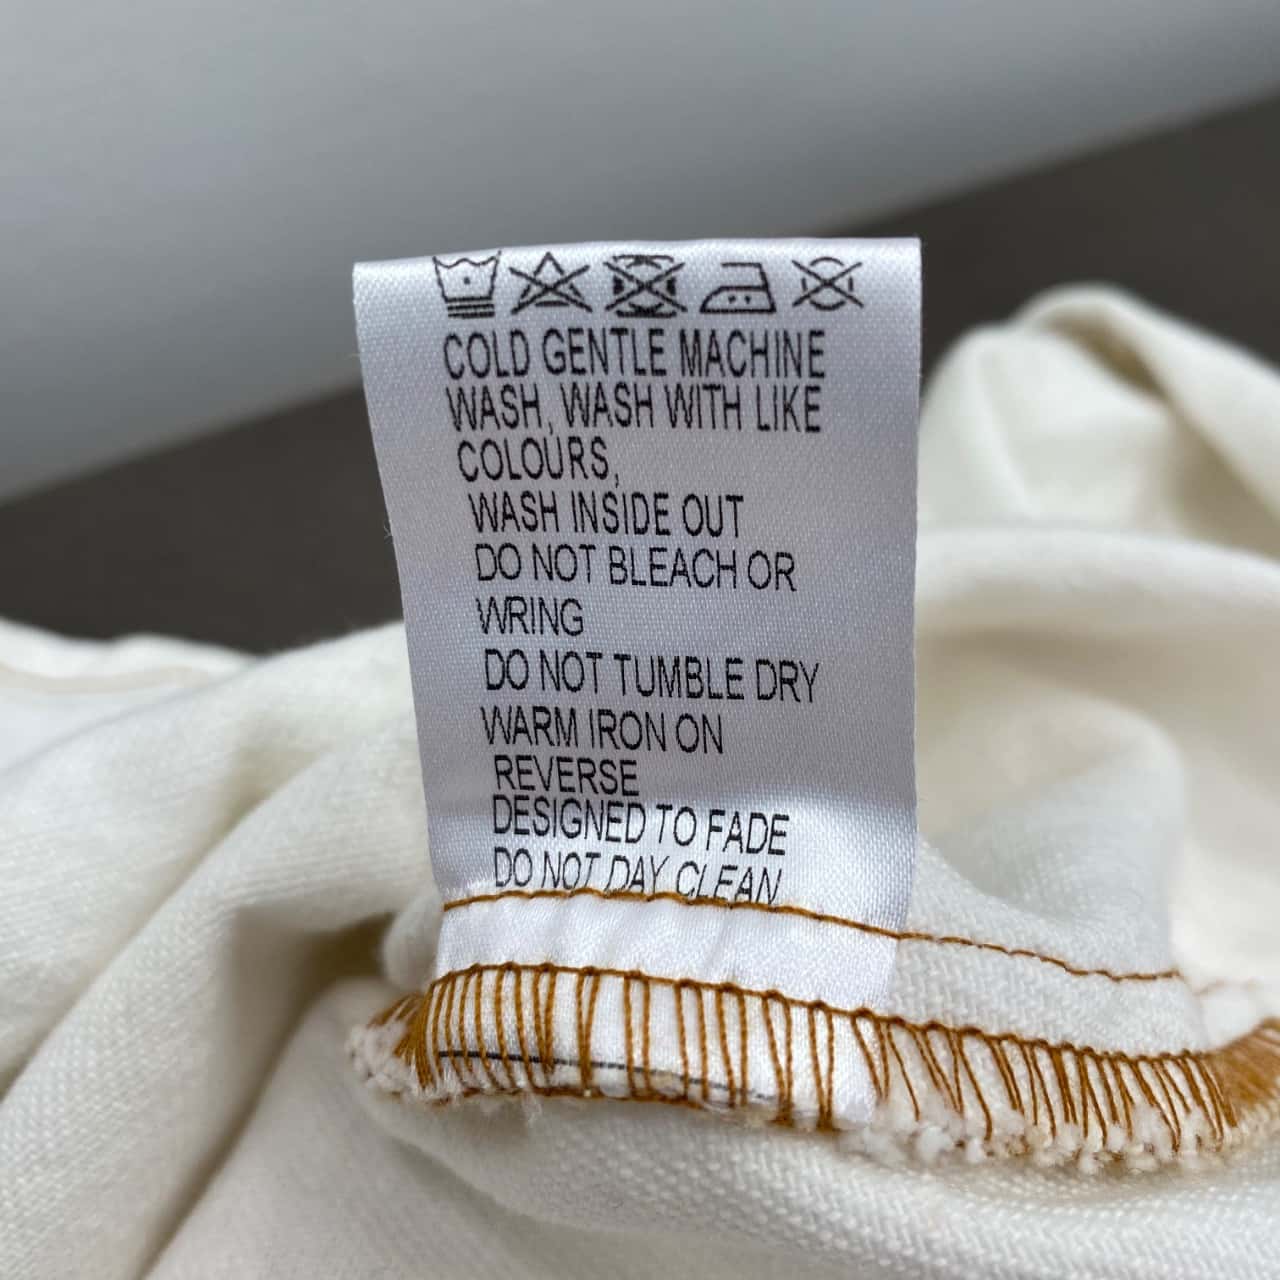 COLD GENTLE MACHINE
WASH, WASH WITH LIKE
COLOURS,
WASH INSIDE OUT
DO NOT BLEACH OR
WRING
DO NOT TUMBLE DRY
WARM IRON ON
REVERSE
DESIGNED TO FADE
DO NOT DAY CLEAN